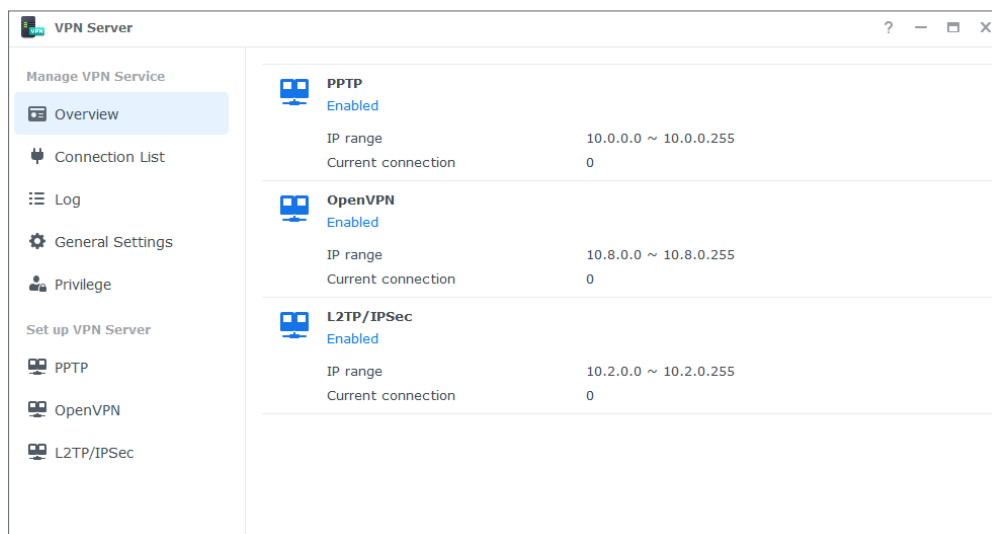 VPN Server
Manage VPN Service
Overview
Connection List
Log
General Settings
Privilege
Set up VPN Server
PPTP
OpenVPN
L2TP/IPSec
PPTP
Enabled
IP range 10.0.0.0 ~ 10.0.0.255
Current connection 0
OpenVPN
Enabled
IP range 10.8.0.0 ~ 10.8.0.255
Current connection 0
L2TP/IPSec
Enabled
IP range 10.2.0.0 ~ 10.2.0.255
Current connection 0